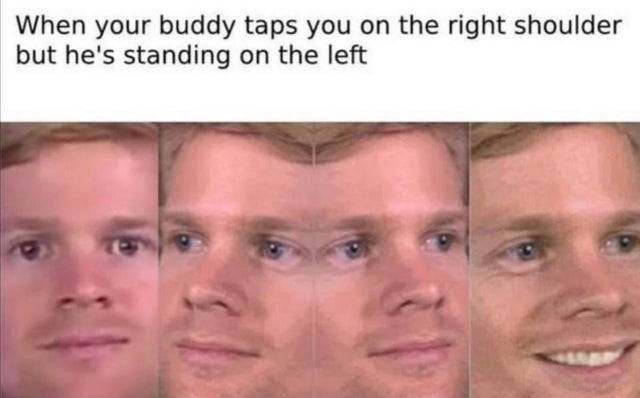 When your buddy taps you on the right shoulder
but he's standing on the left